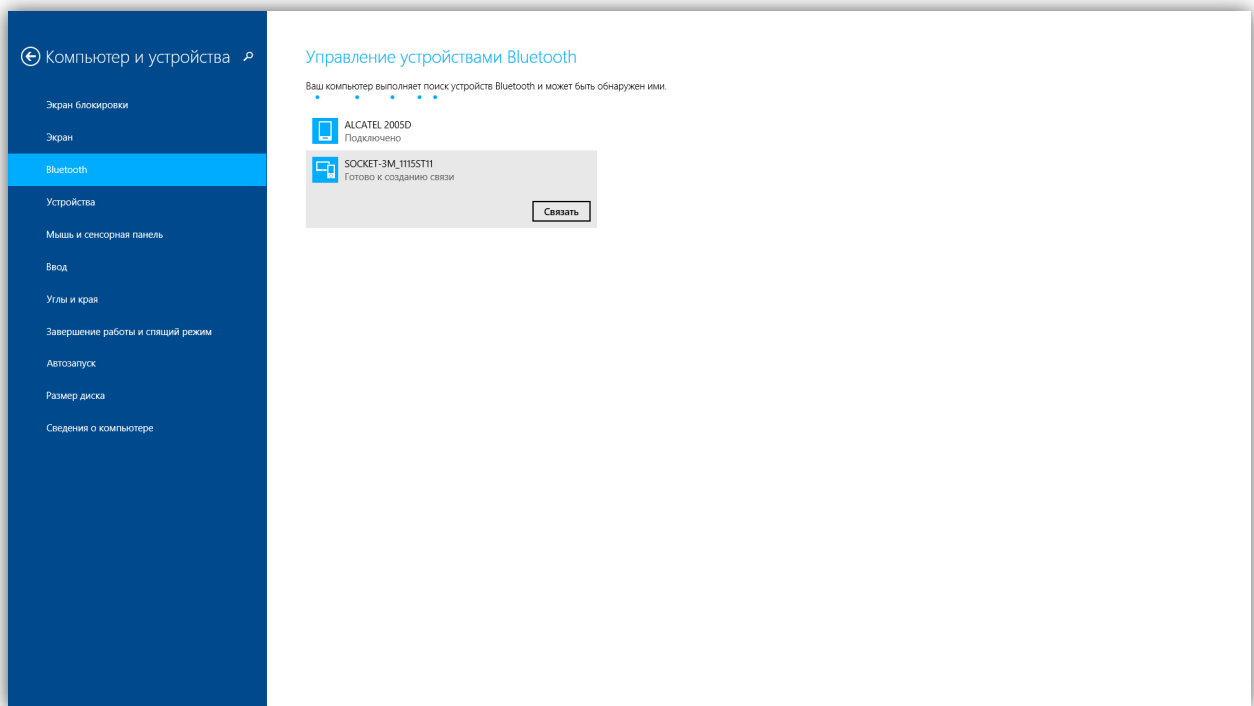 Компьютер и устройства
Экран блокировки
Экран
Bluetooth
Устройства
Мышь и сенсорная панель
Ввод
Углы и края
Завершение работы и спящий режим
Автозапуск
Размер диска
Сведения о компьютере
Управление устройствами Bluetooth
Ваш компьютер выполняет поиск устройств Bluetooth и может быть обнаружен ими.
ALCATEL 2005D
Подключено
SOCKET-3M_1115ST11
Готово к созданию связи
Связать